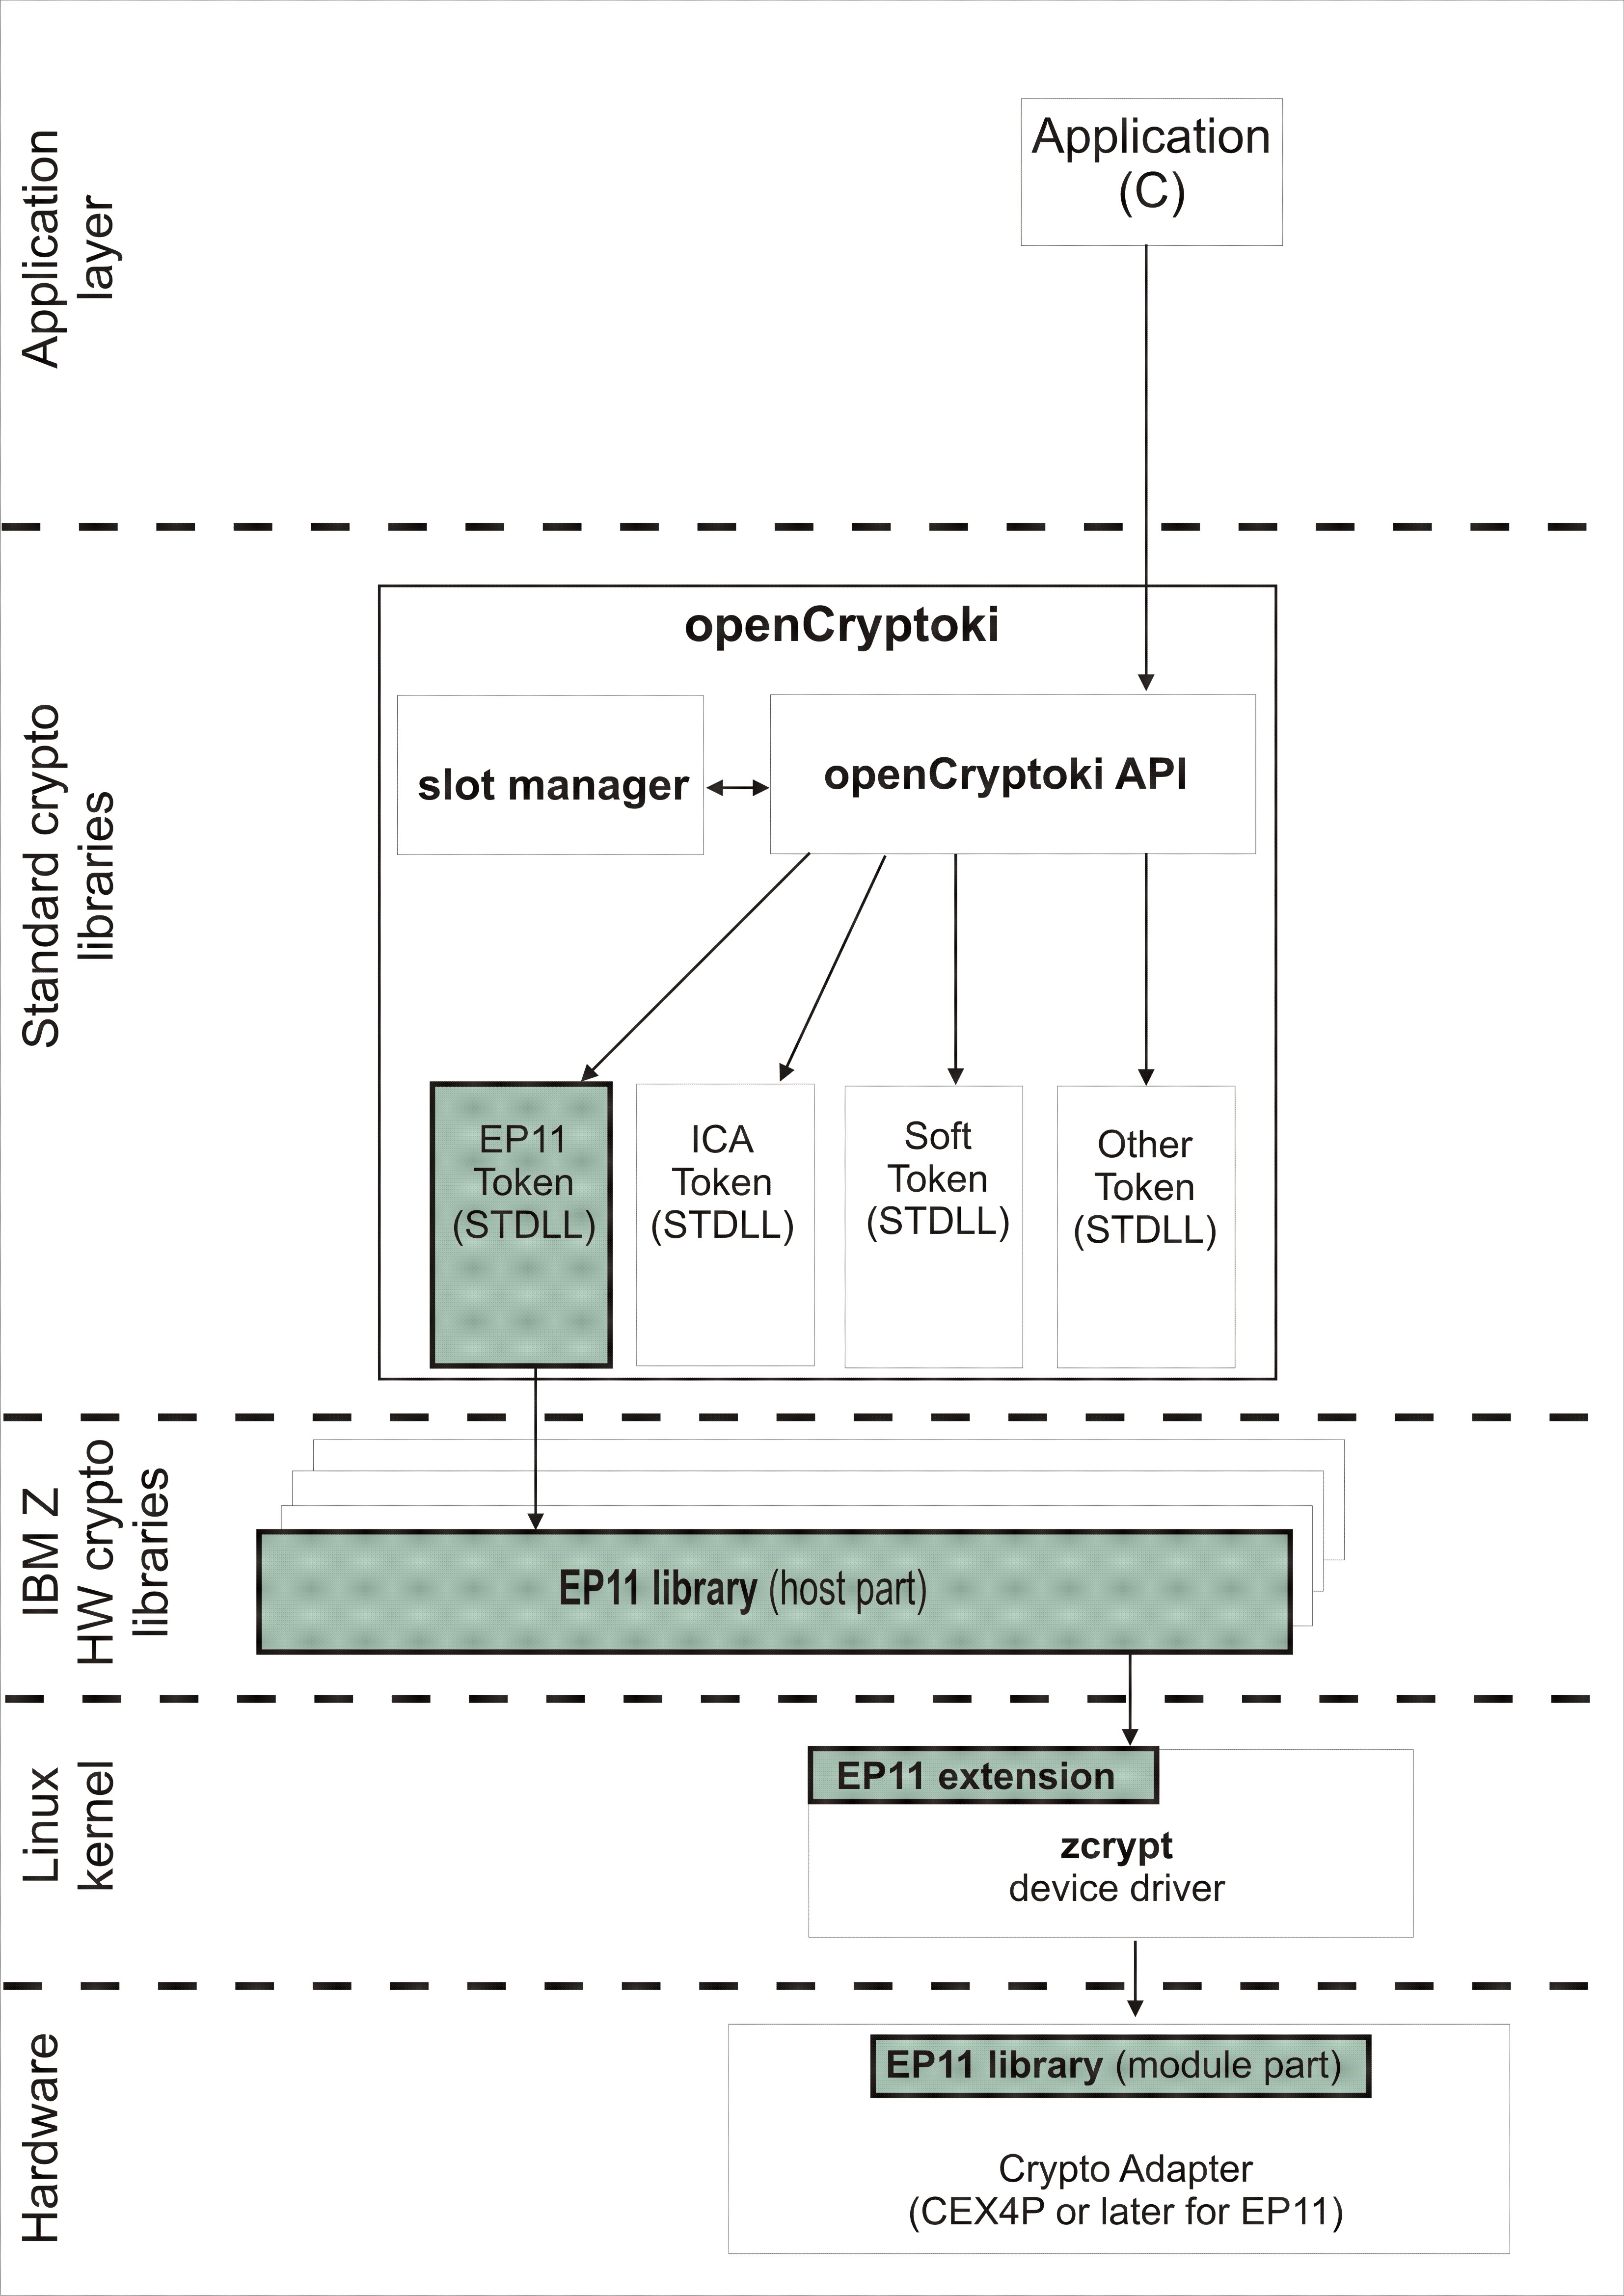 Application
layer
Application
(C)
Standard crypto
libraries
openCryptoki
slot manager
openCryptoki API
EP11
Token
(STDLL)
ICA
Token
(STDLL)
Soft
Token
(STDLL)
Other
Token
(STDLL)
IBM Z
HW crypto
libraries
EP11 library (host part)
Linux
kernel
EP11 extension
zcrypt
device driver
Hardware
EP11 library (module part)
Crypto Adapter
(CEX4P or later for EP11)